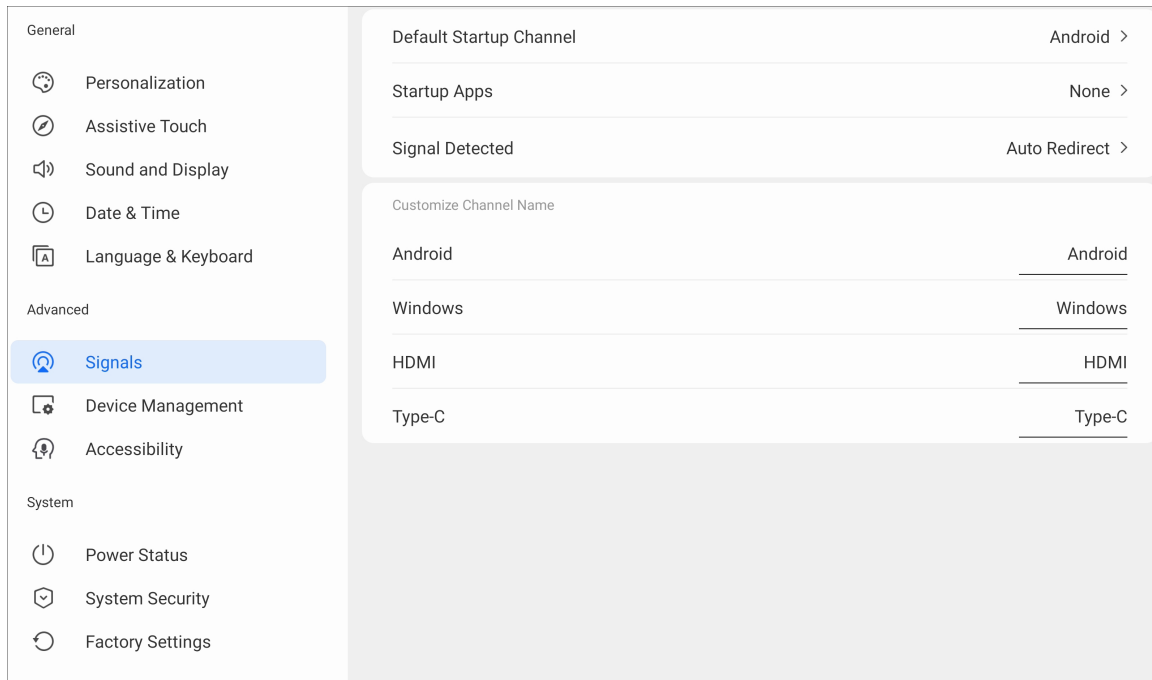 General
Personalization
Assistive Touch
Sound and Display
Date & Time
A
Language & Keyboard
Advanced
Signals
Device Management
Accessibility
System
Power Status
System Security
Factory Settings
Default Startup Channel Android
Startup Apps None
Signal Detected Auto Redirect
Customize Channel Name
Android Android
Windows Windows
HDMI HDMI
Type-C Type-C